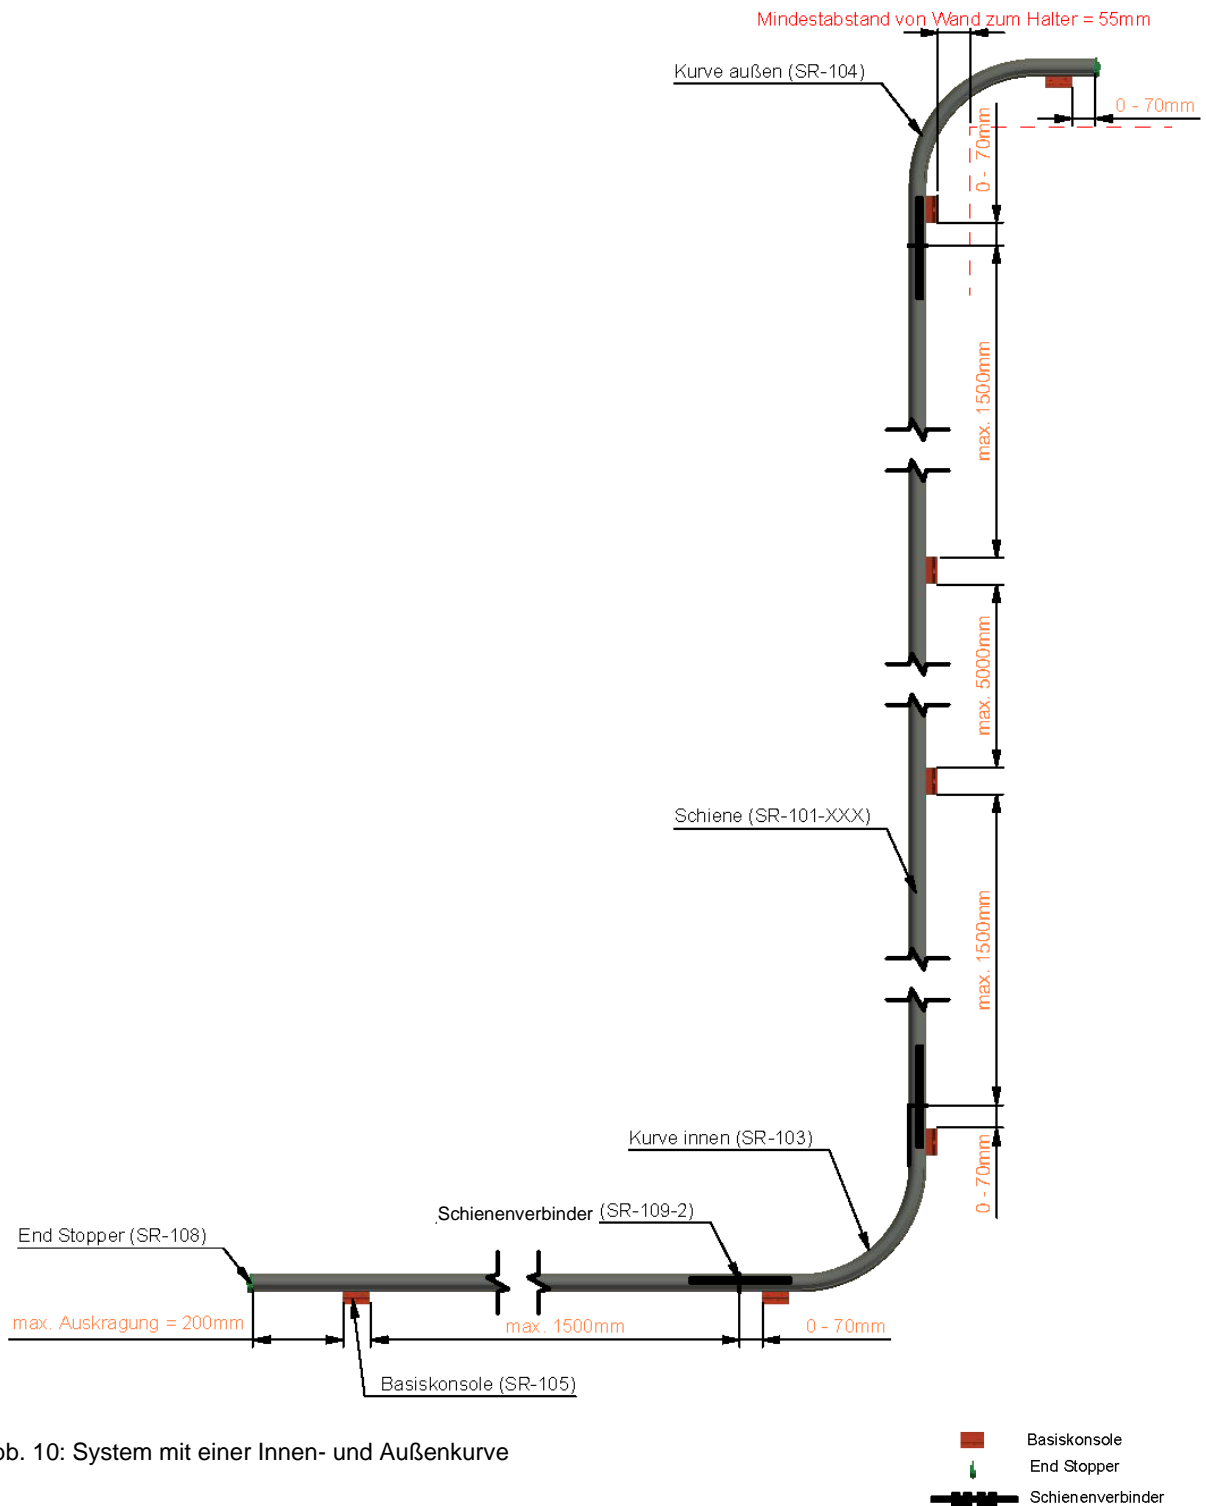 Mindestabstand von Wand zum Halter = 55mm
Kurve außen (SR-104)
0 - 70mm
0 - 70mm
max. 1500mm
max. 5000mm
Schiene (SR-101-XXX)
max. 1500mm
Kurve innen (SR-103)
0 - 70mm
Schienenverbinder (SR-109-2)
End Stopper (SR-108)
max. Auskragung = 200mm
max. 1500mm
0 - 70mm
Basiskonsole (SR-105)
bb. 10: System mit einer Innen- und Außenkurve
Basiskonsole
End Stopper
Schienenverbinder